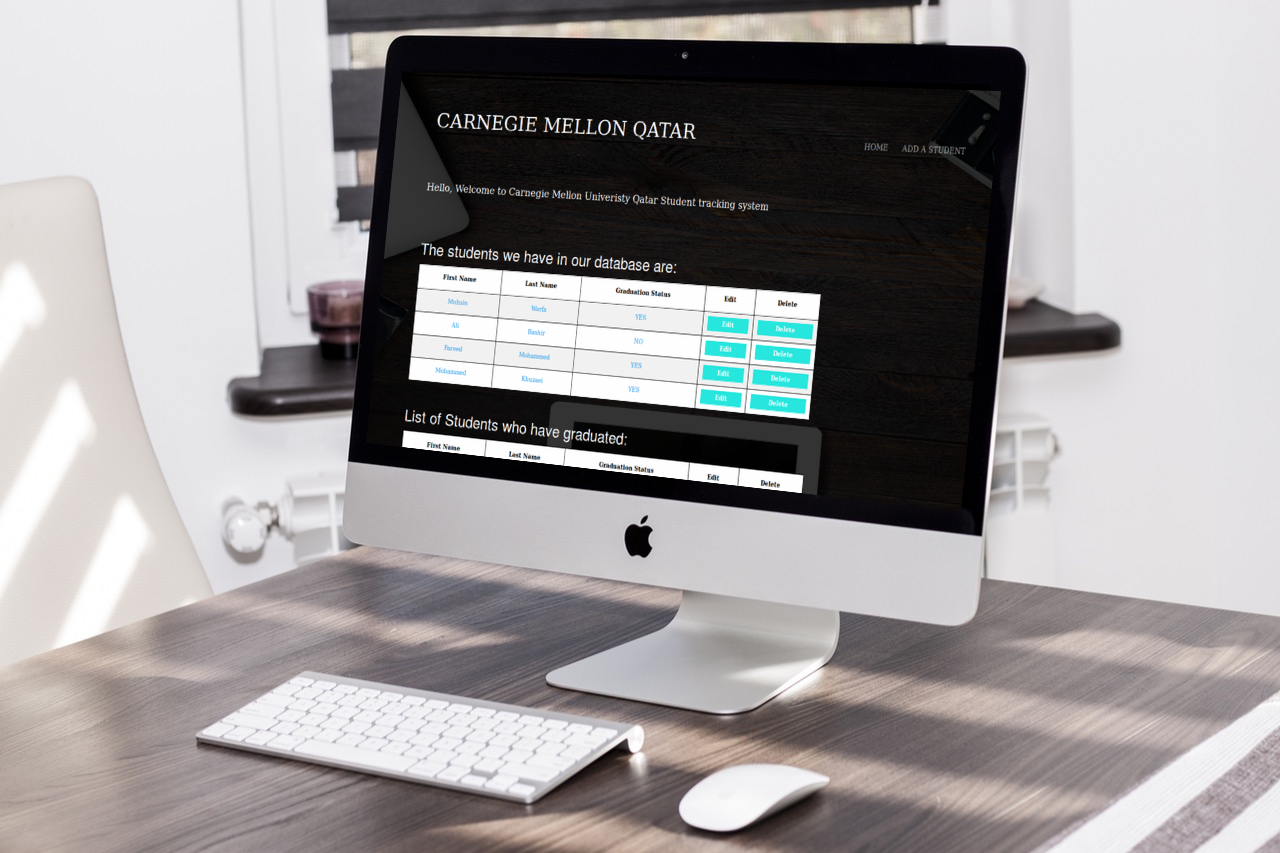 CARNEGIE MELLON QATAR
HOME ADD A STUDENT
Hello, Welcome to Carnegie Mellon Univeristy Qatar Student tracking system
The students we have in our database are:
First Name Last Name Graduation Status Edit Delete
Muhsin Warfa YES Edit Delete
Ali Bashir NO Edit Delete
Fareed Mohammed YES Edit Delete
Mohammed Khuzaei YES Edit Delete
List of Students who have graduated:
First Name Last Name Graduation Status Edit Delete